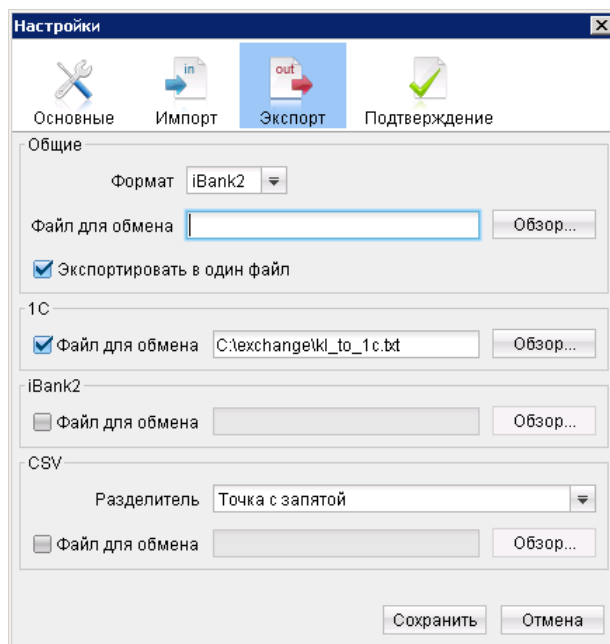 Настройки
in
out
Основные Импорт Экспорт Подтверждение
Общие
Формат iBank2
Файл для обмена Обзор...
Экспортировать в один файл
1C
Файл для обмена C:\exchange\kl_to_1c.txt Обзор...
iBank2
Файл для обмена Обзор...
CSV
Разделитель Точка с запятой
Файл для обмена Обзор...
Сохранить Отмена